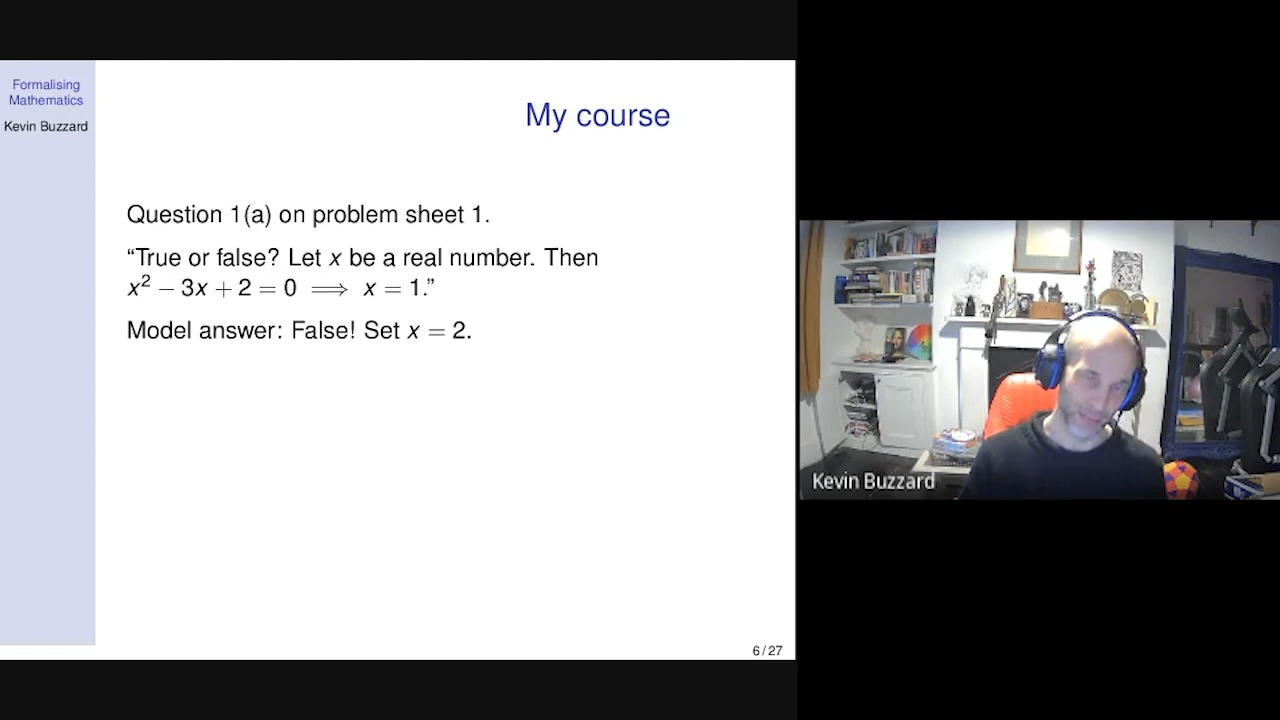 Formalising
Mathematics
Kevin Buzzard
My course
Question 1(a) on problem sheet 1.
“True or false? Let x be a real number. Then
x² − 3x + 2 = 0 ⟹ x = 1.”
Model answer: False! Set x = 2.
6 / 27
Kevin Buzzard